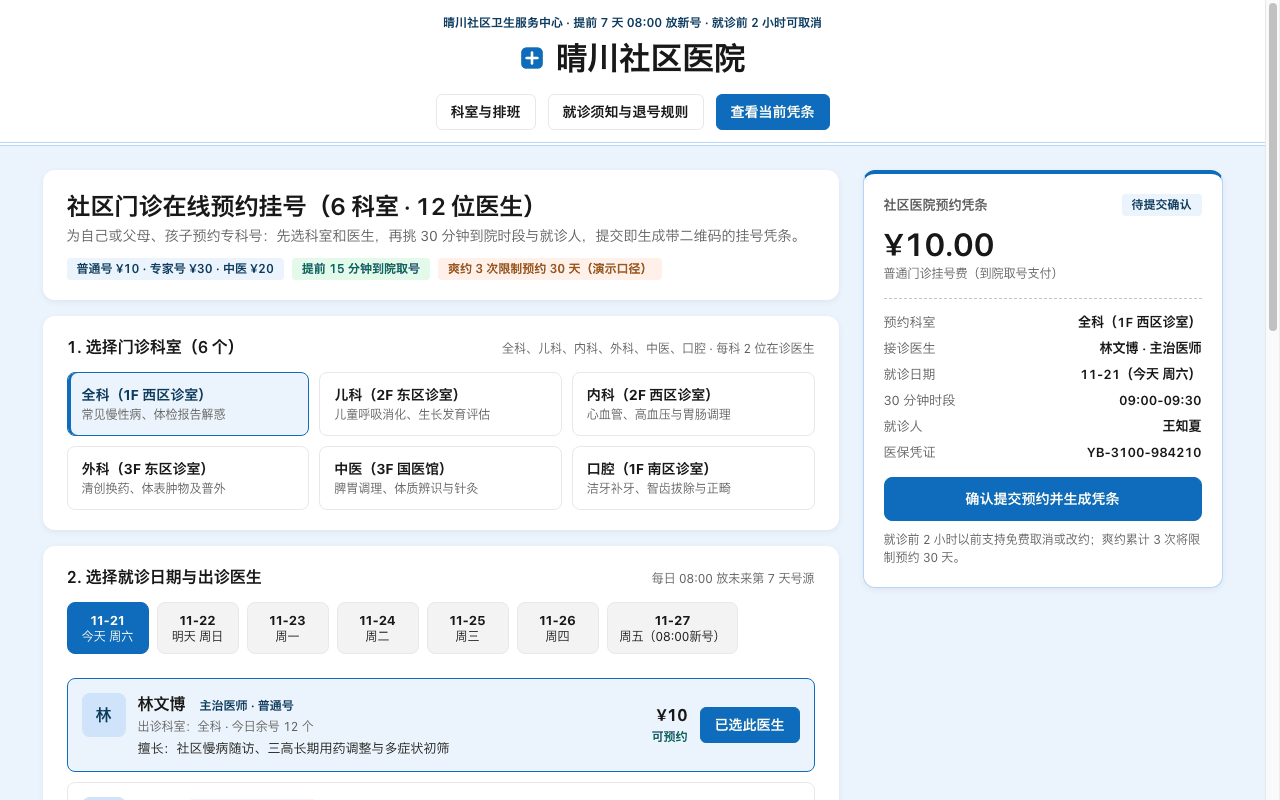 晴川社区卫生服务中心 · 提前 7 天 08:00 放新号 · 就诊前 2 小时可取消
晴川社区医院
科室与排班
就诊须知与退号规则
查看当前凭条
社区门诊在线预约挂号（6 科室 · 12 位医生）
为自己或父母、孩子预约专科号：先选科室和医生，再挑 30 分钟到院时段与就诊人，提交即生成带二维码的挂号凭条。
普通号 ¥10 · 专家号 ¥30 · 中医 ¥20
提前 15 分钟到院取号
爽约 3 次限制预约 30 天（演示口径）
1. 选择门诊科室（6 个）
全科、儿科、内科、外科、中医、口腔 · 每科 2 位在诊医生
全科（1F 西区诊室）
常见慢性病、体检报告解惑
儿科（2F 东区诊室）
儿童呼吸消化、生长发育评估
内科（2F 西区诊室）
心血管、高血压与胃肠调理
外科（3F 东区诊室）
清创换药、体表肿物及普外
中医（3F 国医馆）
脾胃调理、体质辨识与针灸
口腔（1F 南区诊室）
洁牙补牙、智齿拔除与正畸
2. 选择就诊日期与出诊医生
每日 08:00 放未来第 7 天号源
11-21
今天 周六
11-22
明天 周日
11-23
周一
11-24
周二
11-25
周三
11-26
周四
11-27
周五（08:00新号）
林
林文博 主治医师 · 普通号
出诊科室：全科 · 今日余号 12 个
擅长：社区慢病随访、三高长期用药调整与多症状初筛
¥10
可预约
已选此医生
社区医院预约凭条
待提交确认
¥10.00
普通门诊挂号费（到院取号支付）
预约科室 全科（1F 西区诊室）
接诊医生 林文博 · 主治医师
就诊日期 11-21（今天 周六）
30 分钟时段 09:00-09:30
就诊人 王知夏
医保凭证 YB-3100-984210
确认提交预约并生成凭条
就诊前 2 小时以前支持免费取消或改约；爽约累计 3 次将限
制预约 30 天。